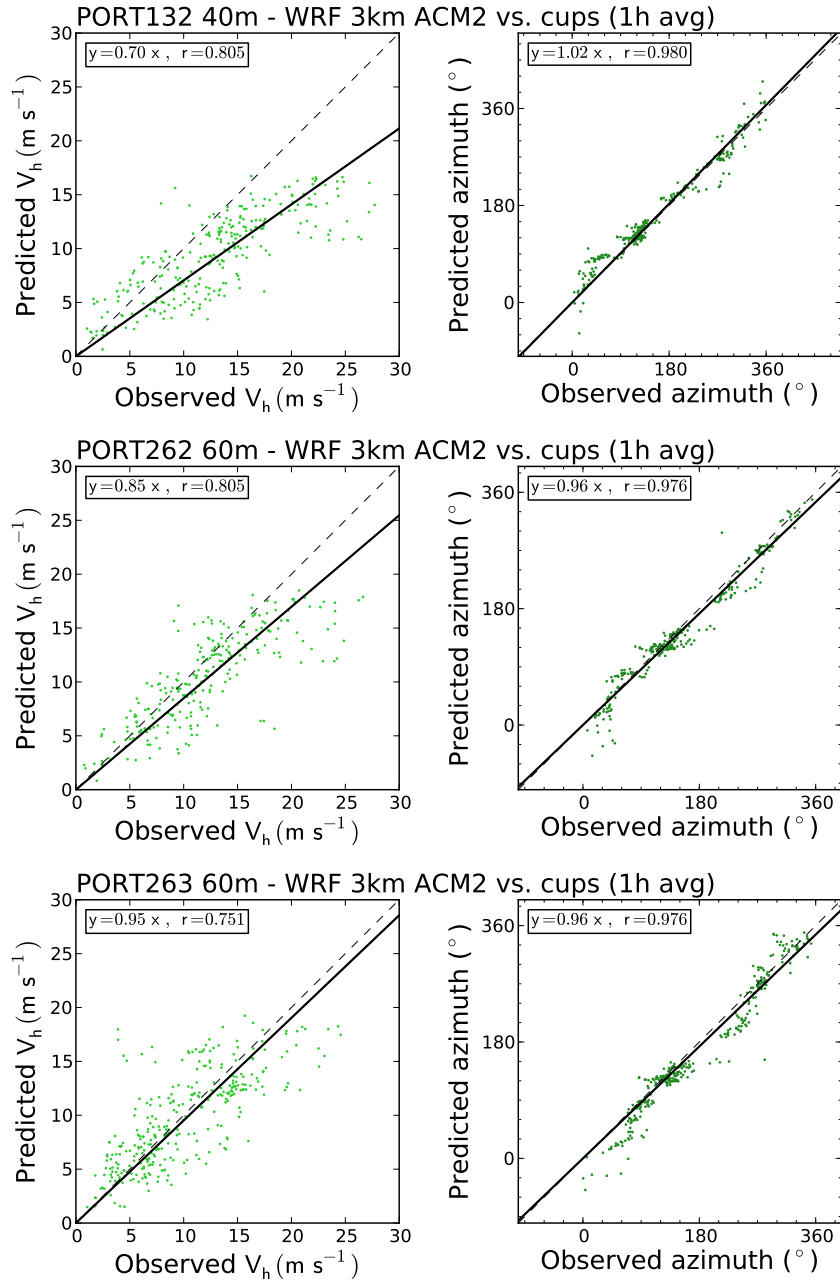 PORT132 40m - WRF 3km ACM2 vs. cups (1h avg)
y=0.70 x , r=0.805
30
25
20
15
10
5
0
0 5 10 15 20 25 30
Predicted Vh (m s−1)
Observed Vh (m s−1)
y=1.02 x , r=0.980
360
180
0
0 180 360
Predicted azimuth (°)
Observed azimuth (°)
PORT262 60m - WRF 3km ACM2 vs. cups (1h avg)
y=0.85 x , r=0.805
30
25
20
15
10
5
0
0 5 10 15 20 25 30
Predicted Vh (m s−1)
Observed Vh (m s−1)
y=0.96 x , r=0.976
360
180
0
0 180 360
Predicted azimuth (°)
Observed azimuth (°)
PORT263 60m - WRF 3km ACM2 vs. cups (1h avg)
y=0.95 x , r=0.751
30
25
20
15
10
5
0
0 5 10 15 20 25 30
Predicted Vh (m s−1)
Observed Vh (m s−1)
y=0.96 x , r=0.976
360
180
0
0 180 360
Predicted azimuth (°)
Observed azimuth (°)